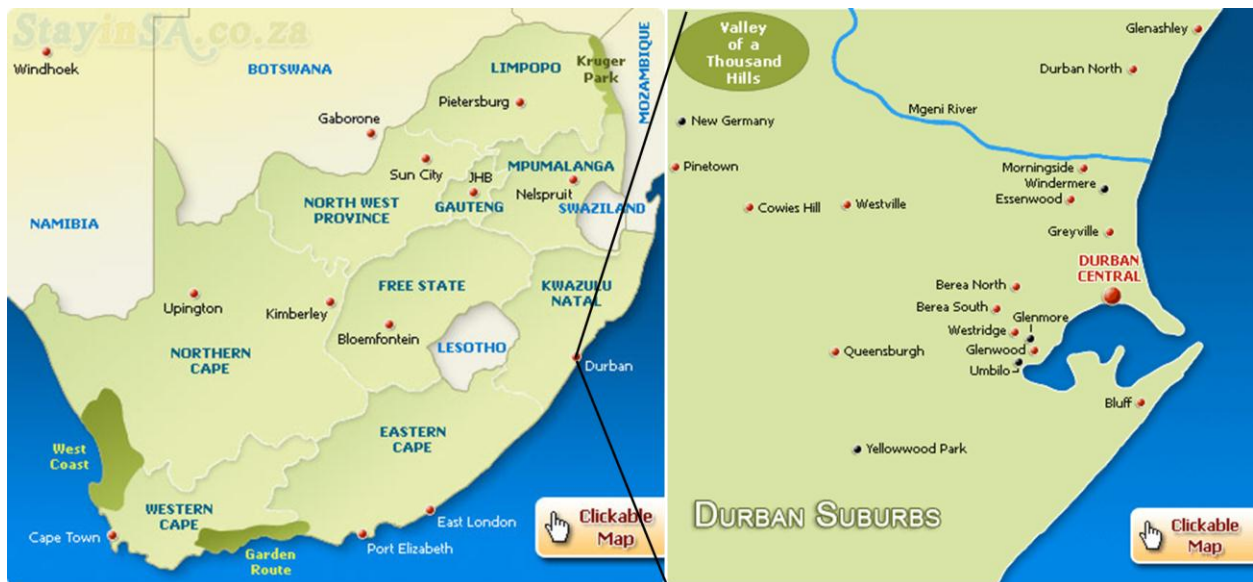 StayinSA.co.za
Windhoek
BOTSWANA
LIMPOPO
Kruger
Park
MOZAMBIQUE
Pietersburg
Gaborone
Sun City
JHB
MPUMALANGA
Nelspruit
NORTH WEST
PROVINCE
GAUTENG
SWAZILAND
NAMIBIA
FREE STATE
KWAZULU
NATAL
Upington
Kimberley
Bloemfontein
LESOTHO
NORTHERN
CAPE
Durban
EASTERN
CAPE
West
Coast
WESTERN
CAPE
Cape Town
Garden
Route
Port Elizabeth
East London
Clickable
Map
Valley
of a
Thousand
Hills
Glenashley
Durban North
Mgeni River
New Germany
Pinetown
Morningside
Windermere
Essenwood
Cowies Hill
Westville
Greyville
DURBAN
CENTRAL
Berea North
Berea South
Glenmore
Westridge
Glenwood
Umbilo
Queensburgh
Bluff
Yellowwood Park
DURBAN SUBURBS
Clickable
Map